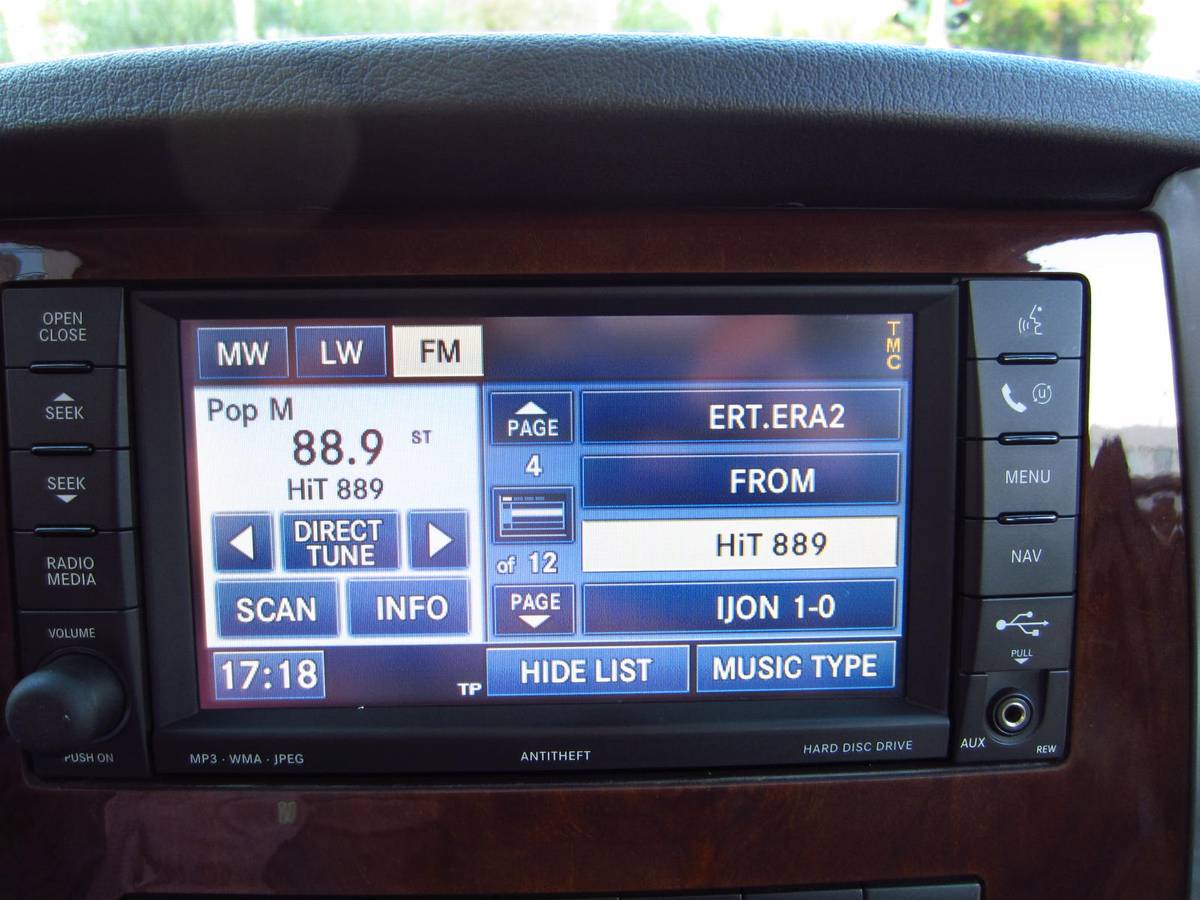 OPEN
CLOSE
SEEK
SEEK
RADIO
MEDIA
VOLUME
PUSH ON
MW
LW
FM
TMC
Pop M
88.9
ST
HiT 889
DIRECT
TUNE
SCAN
INFO
17:18
TP
PAGE
4
of 12
PAGE
ERT.ERA2
FROM
HiT 889
IJON 1-0
HIDE LIST
MUSIC TYPE
MP3 · WMA · JPEG
ANTITHEFT
HARD DISC DRIVE
MENU
NAV
PULL
AUX
REW